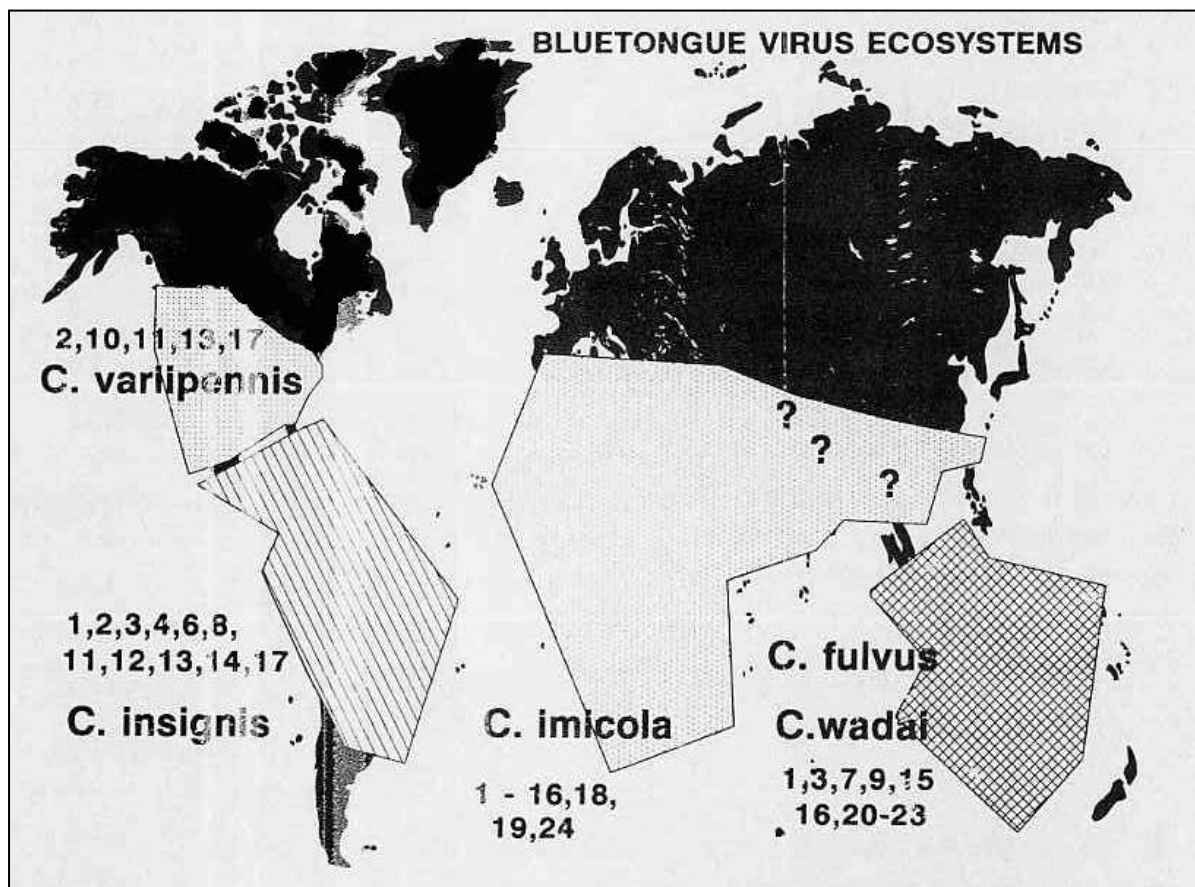 BLUETONGUE VIRUS ECOSYSTEMS
2,10,11,13,17
C. variipennis
?
?
?
1,2,3,4,6,8,
11,12,13,14,17
C. insignis
C. imicola
1 - 16,18,
19,24
C. fulvus
C.wadai
1,3,7,9,15
16,20-23